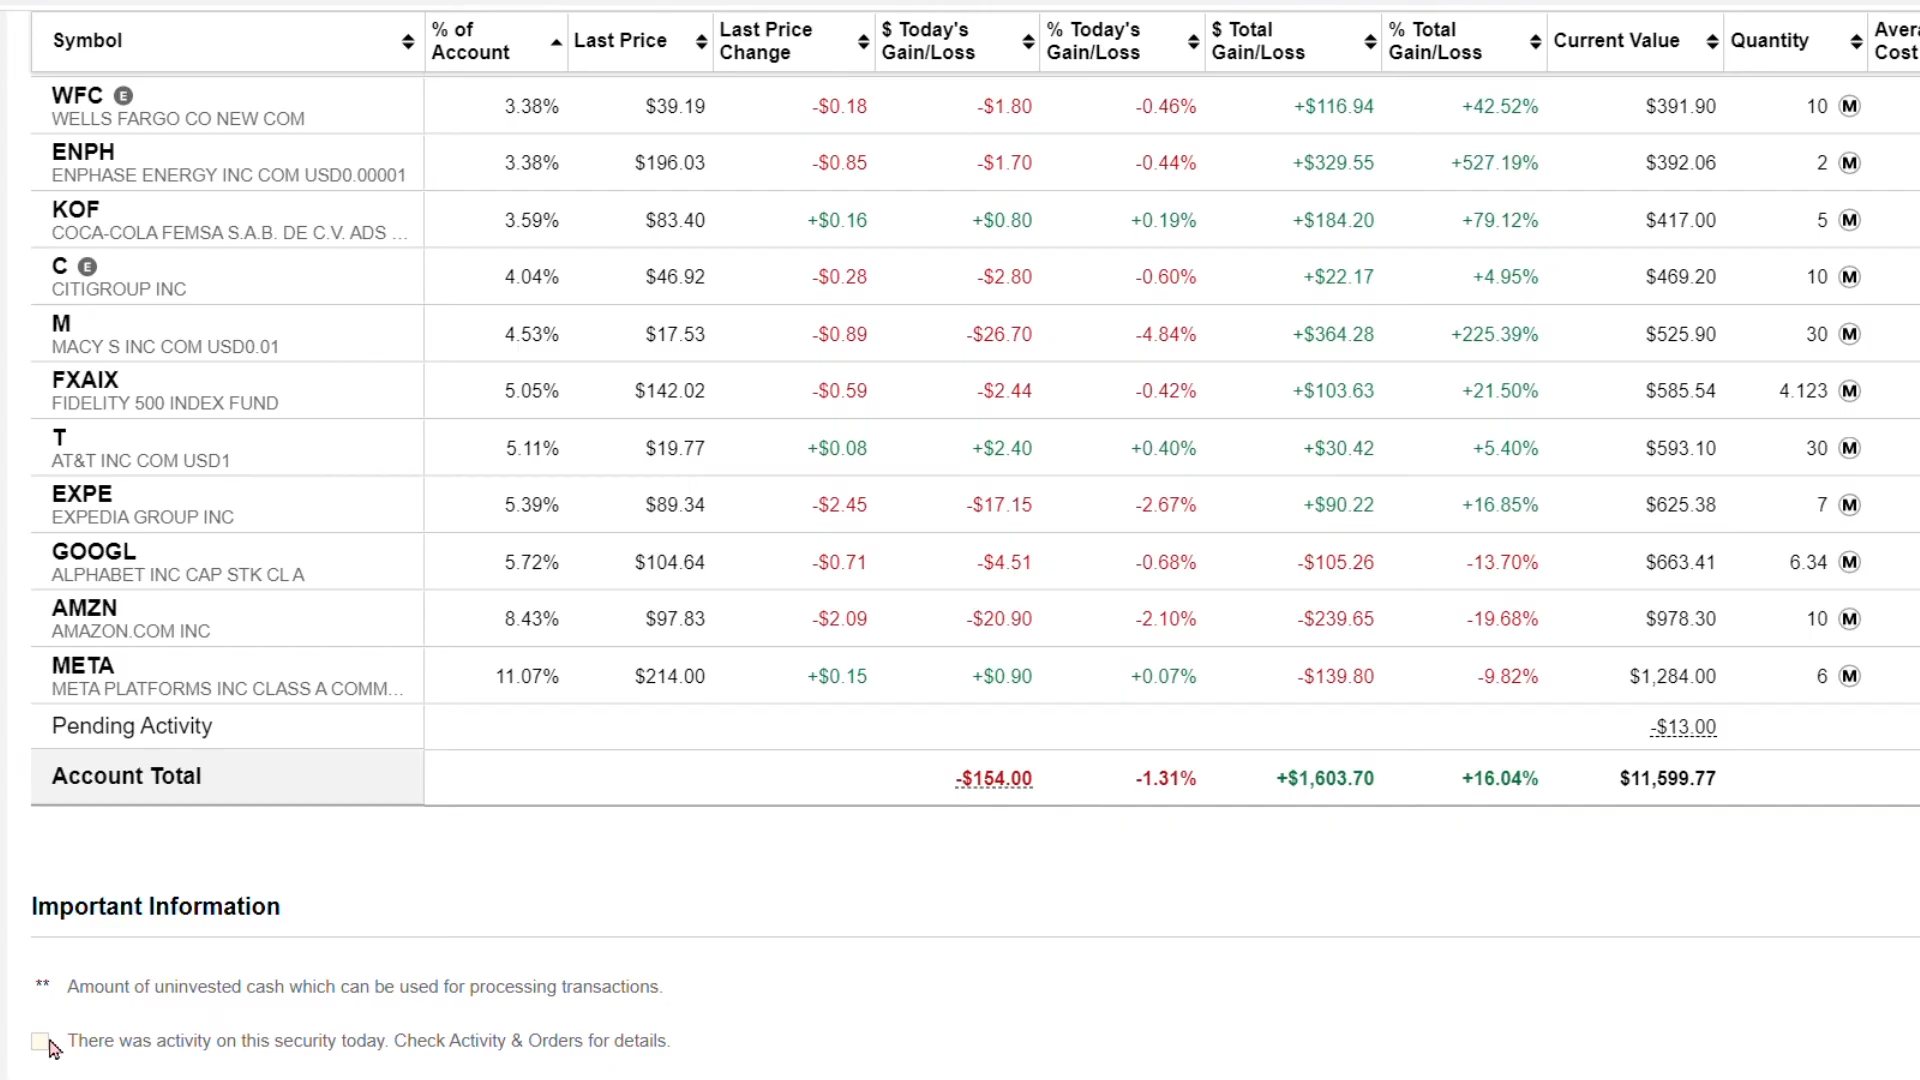 Symbol % of Account Last Price Last Price Change $ Today's Gain/Loss % Today's Gain/Loss $ Total Gain/Loss % Total Gain/Loss Current Value Quantity Avera Cost
WFC E 3.38% $39.19 -$0.18 -$1.80 -0.46% +$116.94 +42.52% $391.90 10 M
WELLS FARGO CO NEW COM
ENPH 3.38% $196.03 -$0.85 -$1.70 -0.44% +$329.55 +527.19% $392.06 2 M
ENPHASE ENERGY INC COM USD0.00001
KOF 3.59% $83.40 +$0.16 +$0.80 +0.19% +$184.20 +79.12% $417.00 5 M
COCA-COLA FEMSA S.A.B. DE C.V. ADS ...
C E 4.04% $46.92 -$0.28 -$2.80 -0.60% +$22.17 +4.95% $469.20 10 M
CITIGROUP INC
M 4.53% $17.53 -$0.89 -$26.70 -4.84% +$364.28 +225.39% $525.90 30 M
MACY S INC COM USD0.01
FXAIX 5.05% $142.02 -$0.59 -$2.44 -0.42% +$103.63 +21.50% $585.54 4.123 M
FIDELITY 500 INDEX FUND
T 5.11% $19.77 +$0.08 +$2.40 +0.40% +$30.42 +5.40% $593.10 30 M
AT&T INC COM USD1
EXPE 5.39% $89.34 -$2.45 -$17.15 -2.67% +$90.22 +16.85% $625.38 7 M
EXPEDIA GROUP INC
GOOGL 5.72% $104.64 -$0.71 -$4.51 -0.68% -$105.26 -13.70% $663.41 6.34 M
ALPHABET INC CAP STK CL A
AMZN 8.43% $97.83 -$2.09 -$20.90 -2.10% -$239.65 -19.68% $978.30 10 M
AMAZON.COM INC
META 11.07% $214.00 +$0.15 +$0.90 +0.07% -$139.80 -9.82% $1,284.00 6 M
META PLATFORMS INC CLASS A COMM...
Pending Activity -$13.00
Account Total -$154.00 -1.31% +$1,603.70 +16.04% $11,599.77
Important Information
** Amount of uninvested cash which can be used for processing transactions.
There was activity on this security today. Check Activity & Orders for details.